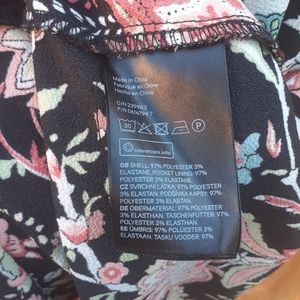 Made in China
Fabriqué en Chine
Hecho en China
O/N 239983
P/N 0616799 7
30
P
clevercare.info
GB SHELL: 97% POLYESTER 3%
ELASTANE, POCKET LINING: 97%
POLYESTER 3% ELASTANE,
CZ SVRCHNÍ LÁTKA: 97% POLYESTER
3% ELASTAN, PODŠÍVKA KAPSY: 97%
POLYESTER 3% ELASTAN,
DE OBERMATERIAL: 97% POLYESTER
3% ELASTHAN, TASCHENFUTTER: 97%
POLYESTER 3% ELASTHAN,
EE ÜMBRIS: 97% POLÜESTER 3%
ELASTAAN, TASKU VOODER: 97%